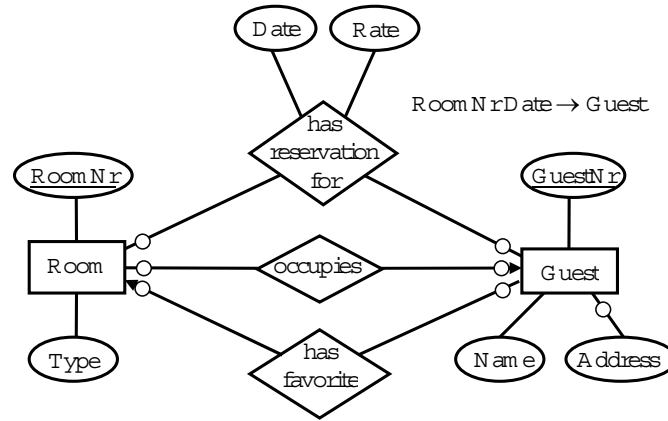 Date
Rate
RoomNrDate → Guest
has
reservation
for
RoomNr
GuestNr
Room
occupies
Guest
Type
has
favorite
Name
Address